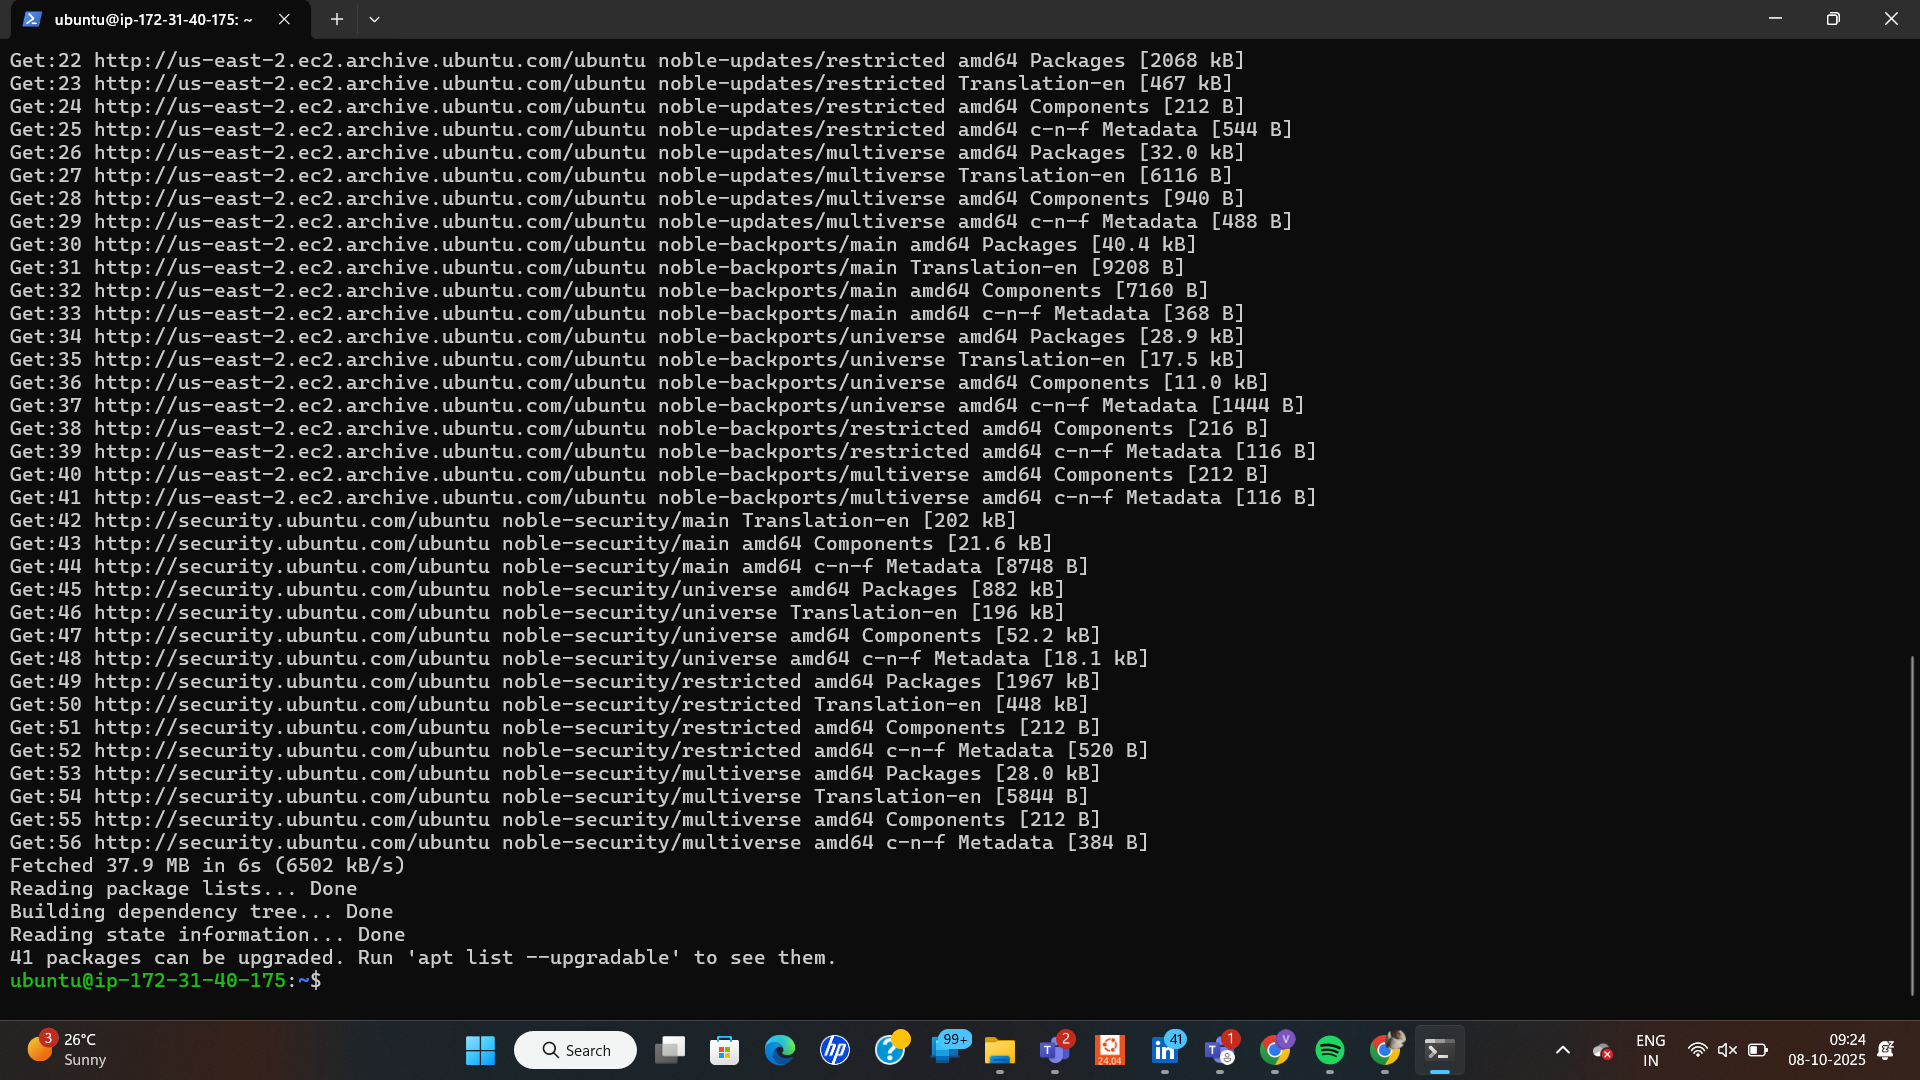 ubuntu@ip-172-31-40-175: ~
Get:22 http://us-east-2.ec2.archive.ubuntu.com/ubuntu noble-updates/restricted amd64 Packages [2068 kB]
Get:23 http://us-east-2.ec2.archive.ubuntu.com/ubuntu noble-updates/restricted Translation-en [467 kB]
Get:24 http://us-east-2.ec2.archive.ubuntu.com/ubuntu noble-updates/restricted amd64 Components [212 B]
Get:25 http://us-east-2.ec2.archive.ubuntu.com/ubuntu noble-updates/restricted amd64 c-n-f Metadata [544 B]
Get:26 http://us-east-2.ec2.archive.ubuntu.com/ubuntu noble-updates/multiverse amd64 Packages [32.0 kB]
Get:27 http://us-east-2.ec2.archive.ubuntu.com/ubuntu noble-updates/multiverse Translation-en [6116 B]
Get:28 http://us-east-2.ec2.archive.ubuntu.com/ubuntu noble-updates/multiverse amd64 Components [940 B]
Get:29 http://us-east-2.ec2.archive.ubuntu.com/ubuntu noble-updates/multiverse amd64 c-n-f Metadata [488 B]
Get:30 http://us-east-2.ec2.archive.ubuntu.com/ubuntu noble-backports/main amd64 Packages [40.4 kB]
Get:31 http://us-east-2.ec2.archive.ubuntu.com/ubuntu noble-backports/main Translation-en [9208 B]
Get:32 http://us-east-2.ec2.archive.ubuntu.com/ubuntu noble-backports/main amd64 Components [7160 B]
Get:33 http://us-east-2.ec2.archive.ubuntu.com/ubuntu noble-backports/main amd64 c-n-f Metadata [368 B]
Get:34 http://us-east-2.ec2.archive.ubuntu.com/ubuntu noble-backports/universe amd64 Packages [28.9 kB]
Get:35 http://us-east-2.ec2.archive.ubuntu.com/ubuntu noble-backports/universe Translation-en [17.5 kB]
Get:36 http://us-east-2.ec2.archive.ubuntu.com/ubuntu noble-backports/universe amd64 Components [11.0 kB]
Get:37 http://us-east-2.ec2.archive.ubuntu.com/ubuntu noble-backports/universe amd64 c-n-f Metadata [1444 B]
Get:38 http://us-east-2.ec2.archive.ubuntu.com/ubuntu noble-backports/restricted amd64 Components [216 B]
Get:39 http://us-east-2.ec2.archive.ubuntu.com/ubuntu noble-backports/restricted amd64 c-n-f Metadata [116 B]
Get:40 http://us-east-2.ec2.archive.ubuntu.com/ubuntu noble-backports/multiverse amd64 Components [212 B]
Get:41 http://us-east-2.ec2.archive.ubuntu.com/ubuntu noble-backports/multiverse amd64 c-n-f Metadata [116 B]
Get:42 http://security.ubuntu.com/ubuntu noble-security/main Translation-en [202 kB]
Get:43 http://security.ubuntu.com/ubuntu noble-security/main amd64 Components [21.6 kB]
Get:44 http://security.ubuntu.com/ubuntu noble-security/main amd64 c-n-f Metadata [8748 B]
Get:45 http://security.ubuntu.com/ubuntu noble-security/universe amd64 Packages [882 kB]
Get:46 http://security.ubuntu.com/ubuntu noble-security/universe Translation-en [196 kB]
Get:47 http://security.ubuntu.com/ubuntu noble-security/universe amd64 Components [52.2 kB]
Get:48 http://security.ubuntu.com/ubuntu noble-security/universe amd64 c-n-f Metadata [18.1 kB]
Get:49 http://security.ubuntu.com/ubuntu noble-security/restricted amd64 Packages [1967 kB]
Get:50 http://security.ubuntu.com/ubuntu noble-security/restricted Translation-en [448 kB]
Get:51 http://security.ubuntu.com/ubuntu noble-security/restricted amd64 Components [212 B]
Get:52 http://security.ubuntu.com/ubuntu noble-security/restricted amd64 c-n-f Metadata [520 B]
Get:53 http://security.ubuntu.com/ubuntu noble-security/multiverse amd64 Packages [28.0 kB]
Get:54 http://security.ubuntu.com/ubuntu noble-security/multiverse Translation-en [5844 B]
Get:55 http://security.ubuntu.com/ubuntu noble-security/multiverse amd64 Components [212 B]
Get:56 http://security.ubuntu.com/ubuntu noble-security/multiverse amd64 c-n-f Metadata [384 B]
Fetched 37.9 MB in 6s (6502 kB/s)
Reading package lists... Done
Building dependency tree... Done
Reading state information... Done
41 packages can be upgraded. Run 'apt list --upgradable' to see them.
ubuntu@ip-172-31-40-175:~$
3 26°C
Sunny
Search
hp
99+
T 2
24.04
in 41
T 1
V
ENG
IN
09:24
08-10-2025